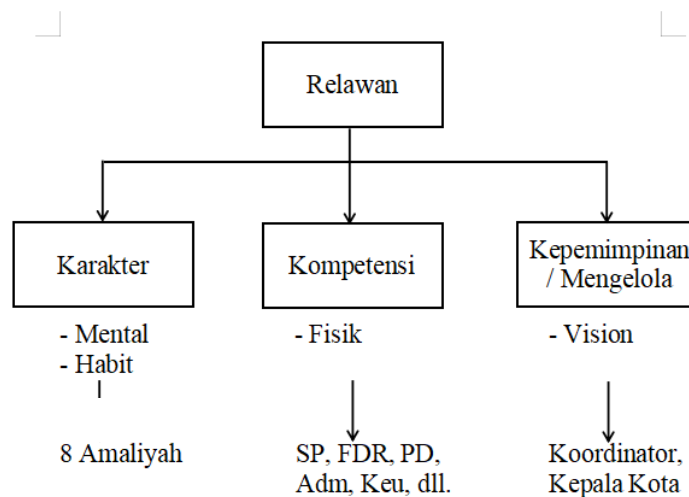 Relawan
Karakter
Kompetensi
Kepemimpinan
/ Mengelola
- Mental
- Habit
- Fisik
- Vision
8 Amaliyah
SP, FDR, PD,
Adm, Keu, dll.
Koordinator,
Kepala Kota